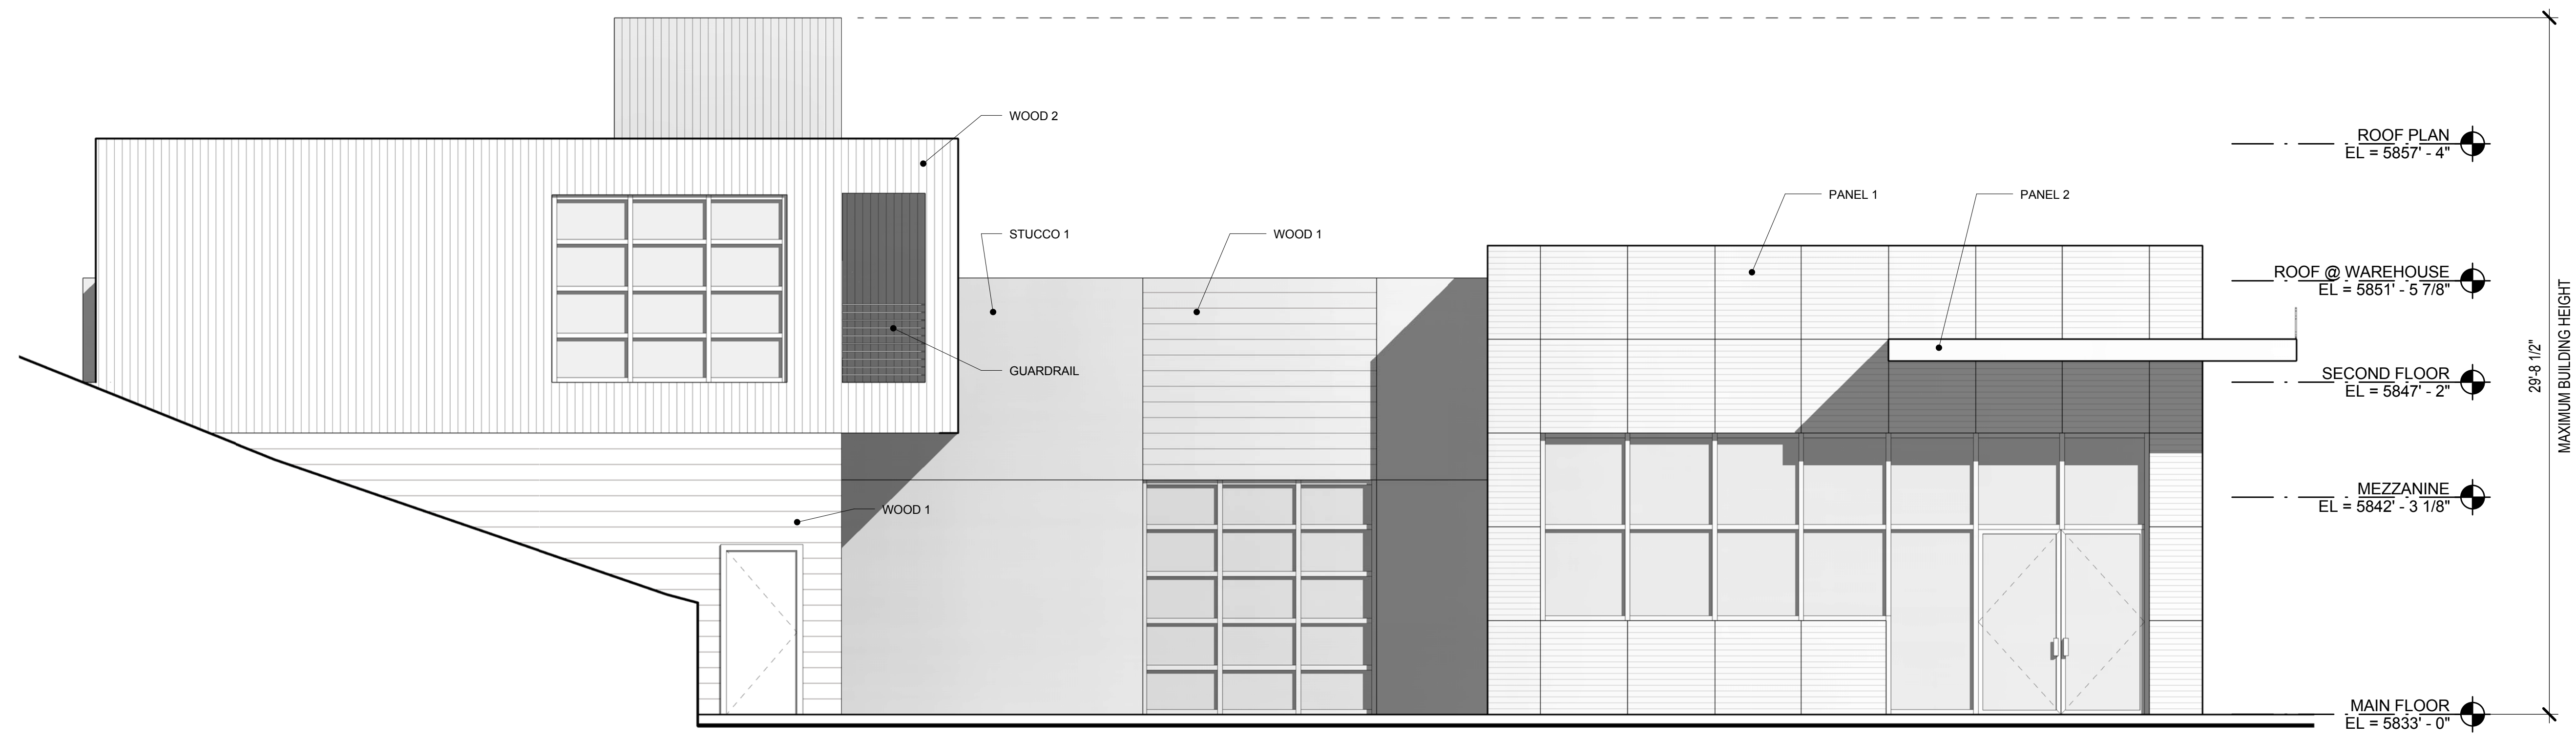 WOOD 2
ROOF PLAN
EL = 5857' - 4"
PANEL 1
PANEL 2
STUCCO 1
WOOD 1
ROOF @ WAREHOUSE
EL = 5851' - 5 7/8"
GUARDRAIL
SECOND FLOOR
EL = 5847' - 2"
29'-8 1/2"
MAXIMUM BUILDING HEIGHT
MEZZANINE
EL = 5842' - 3 1/8"
WOOD 1
MAIN FLOOR
EL = 5833' - 0"